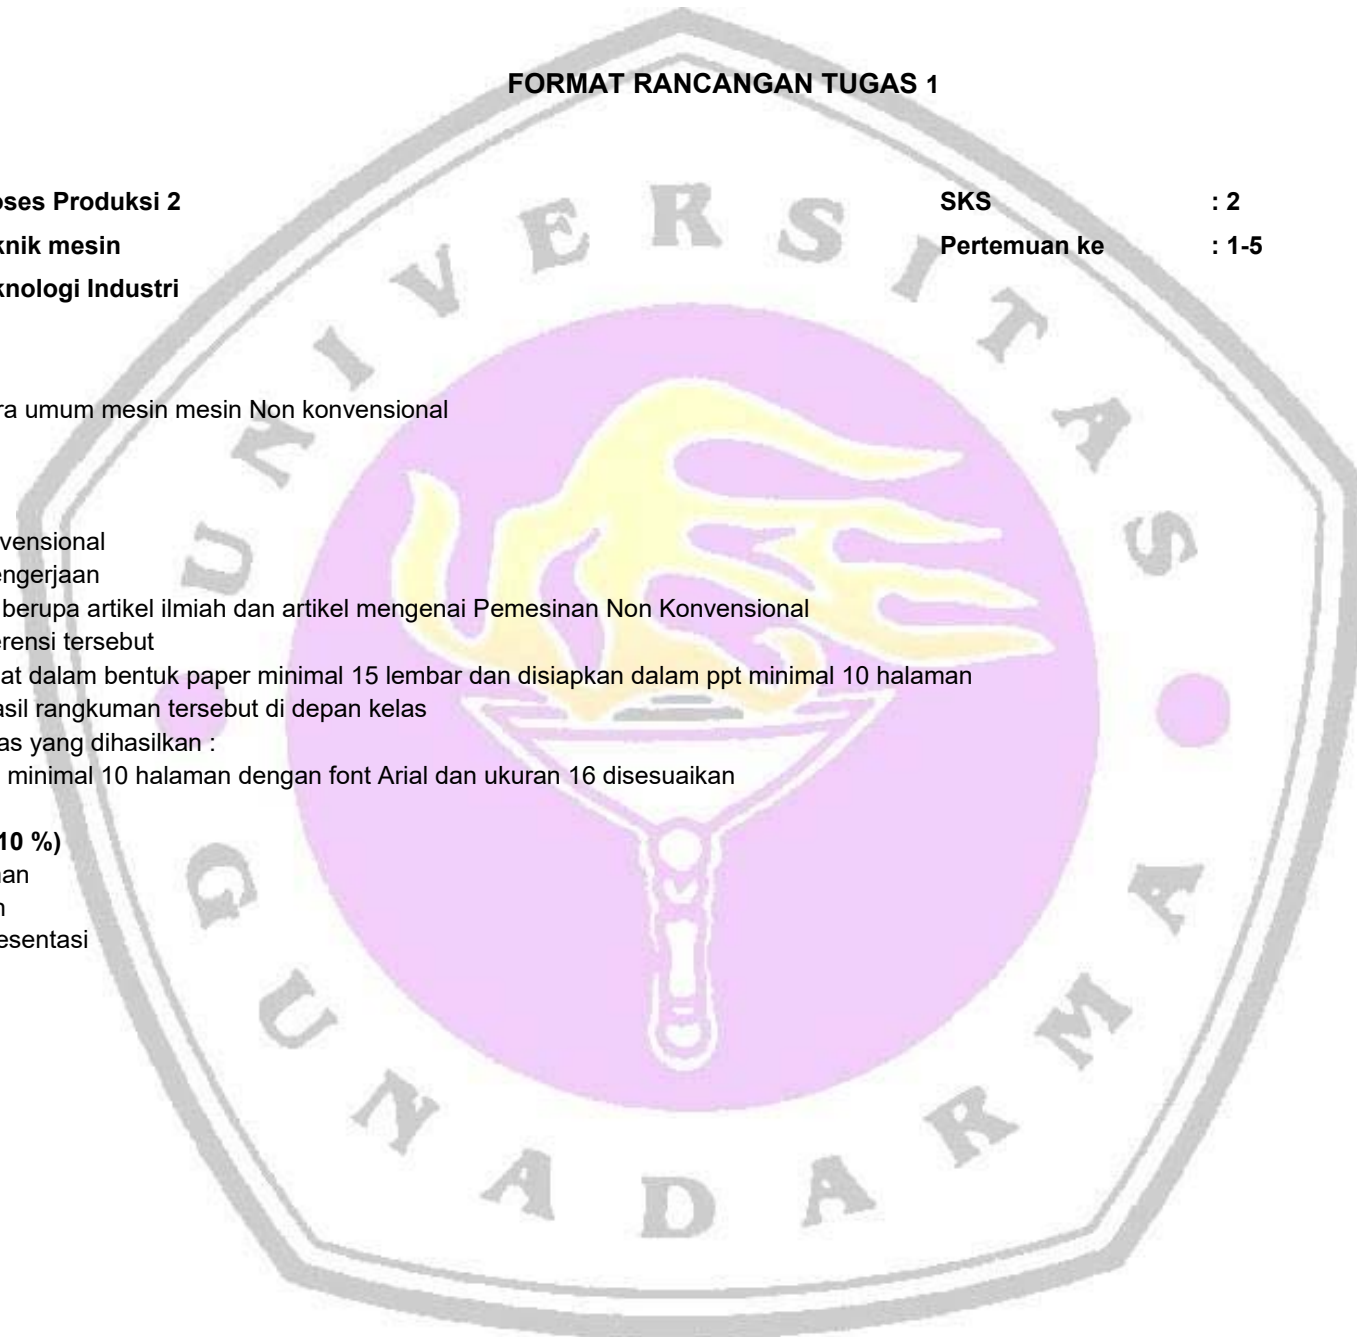 FORMAT RANCANGAN TUGAS 1
oses Produksi 2 SKS : 2
knik mesin Pertemuan ke : 1-5
knologi Industri
ra umum mesin mesin Non konvensional
vensional
engerjaan
berupa artikel ilmiah dan artikel mengenai Pemesinan Non Konvensional
erensi tersebut
at dalam bentuk paper minimal 15 lembar dan disiapkan dalam ppt minimal 10 halaman
asil rangkuman tersebut di depan kelas
as yang dihasilkan :
minimal 10 halaman dengan font Arial dan ukuran 16 disesuaikan
10 %)
nan
n
esentasi
UNIVERSITAS
GUNADARMA